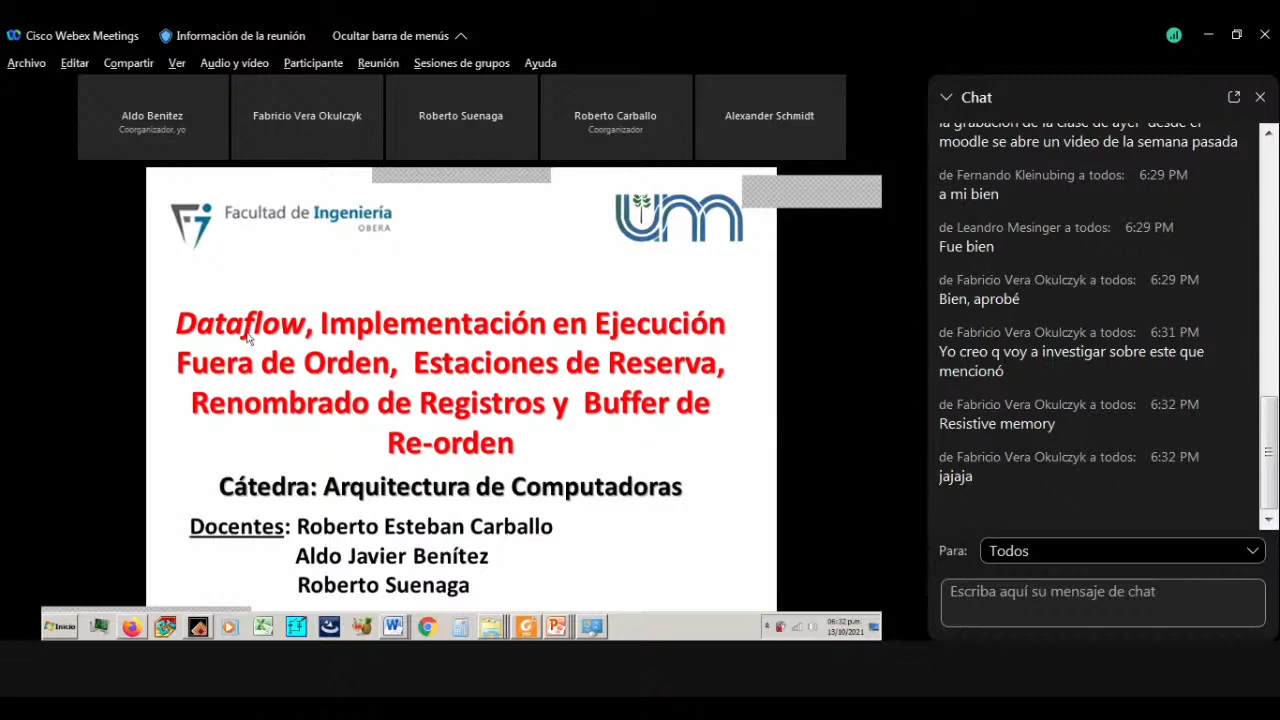 Cisco Webex Meetings
Información de la reunión
Ocultar barra de menús
Archivo Editar Compartir Ver Audio y vídeo Participante Reunión Sesiones de grupos Ayuda
Aldo Benitez
Coorganizador, yo
Fabricio Vera Okulczyk
Roberto Suenaga
Roberto Carballo
Coorganizador
Alexander Schmidt
Facultad de Ingeniería
OBERA
um
Dataflow, Implementación en Ejecución
Fuera de Orden, Estaciones de Reserva,
Renombrado de Registros y Buffer de
Re-orden
Cátedra: Arquitectura de Computadoras
Docentes: Roberto Esteban Carballo
Aldo Javier Benítez
Roberto Suenaga
Inicio
06:32 p.m.
13/10/2021
Chat
la grabación de la clase de ayer desde el
moodle se abre un video de la semana pasada
de Fernando Kleinubing a todos: 6:29 PM
a mi bien
de Leandro Mesinger a todos: 6:29 PM
Fue bien
de Fabricio Vera Okulczyk a todos: 6:29 PM
Bien, aprobé
de Fabricio Vera Okulczyk a todos: 6:31 PM
Yo creo q voy a investigar sobre este que
mencionó
de Fabricio Vera Okulczyk a todos: 6:32 PM
Resistive memory
de Fabricio Vera Okulczyk a todos: 6:32 PM
jajaja
Para: Todos
Escriba aquí su mensaje de chat